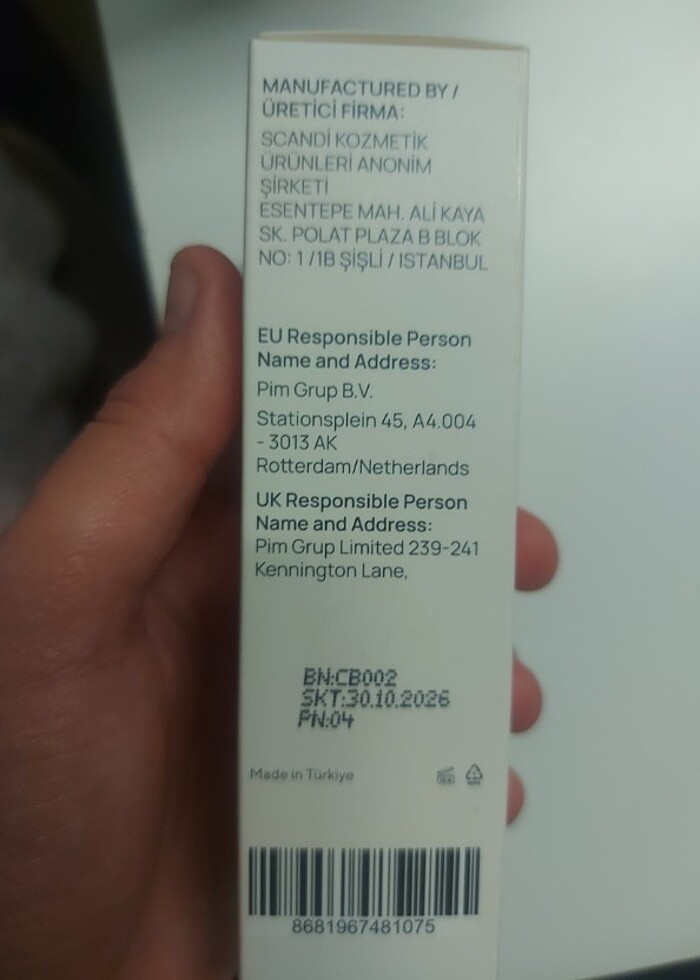 MANUFACTURED BY /
ÜRETİCİ FİRMA:
SCANDI KOZMETİK
ÜRÜNLERİ ANONİM
ŞİRKETİ
ESENTEPE MAH. ALİ KAYA
SK. POLAT PLAZA B BLOK
NO: 1 /1B ŞİŞLİ / ISTANBUL
EU Responsible Person
Name and Address:
Pim Grup B.V.
Stationsplein 45, A4.004
- 3013 AK
Rotterdam/Netherlands
UK Responsible Person
Name and Address:
Pim Grup Limited 239-241
Kennington Lane,
BN:CB002
SKT:30.10.2026
PN:04
Made in Türkiye
8681967481075